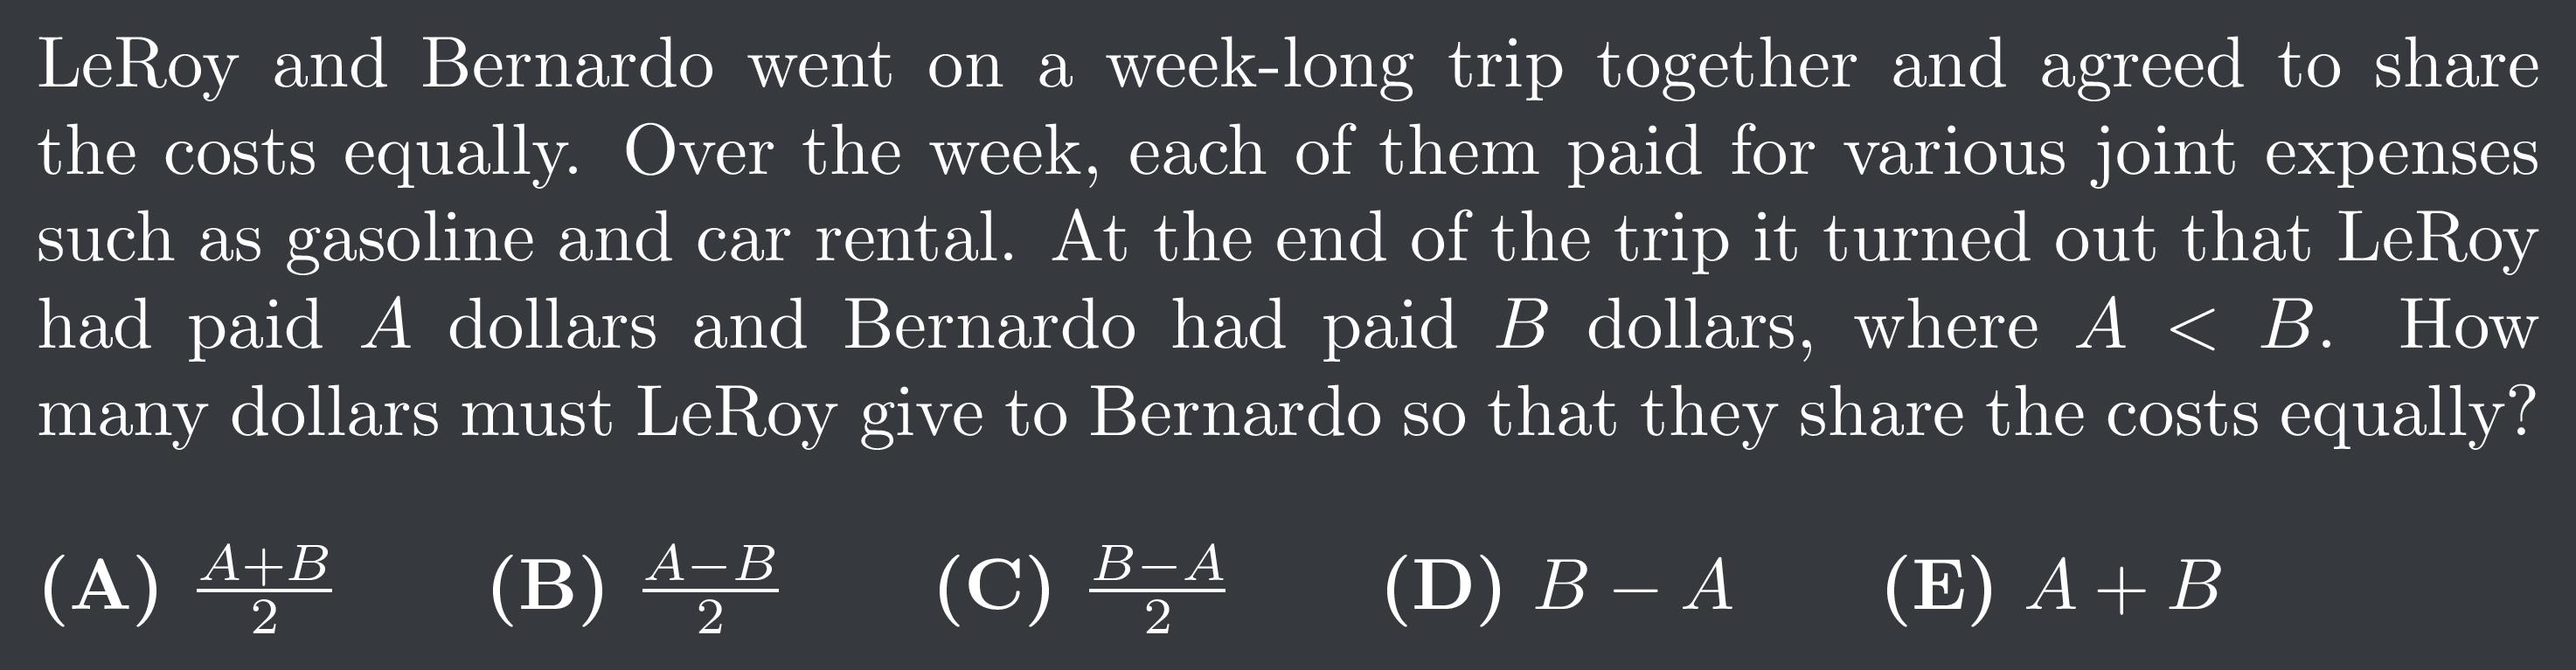 LeRoy and Bernardo went on a week-long trip together and agreed to share
the costs equally. Over the week, each of them paid for various joint expenses
such as gasoline and car rental. At the end of the trip it turned out that LeRoy
had paid A dollars and Bernardo had paid B dollars, where A < B. How
many dollars must LeRoy give to Bernardo so that they share the costs equally?
(A) \frac{A+B}{2} (B) \frac{A-B}{2} (C) \frac{B-A}{2} (D) B − A (E) A + B